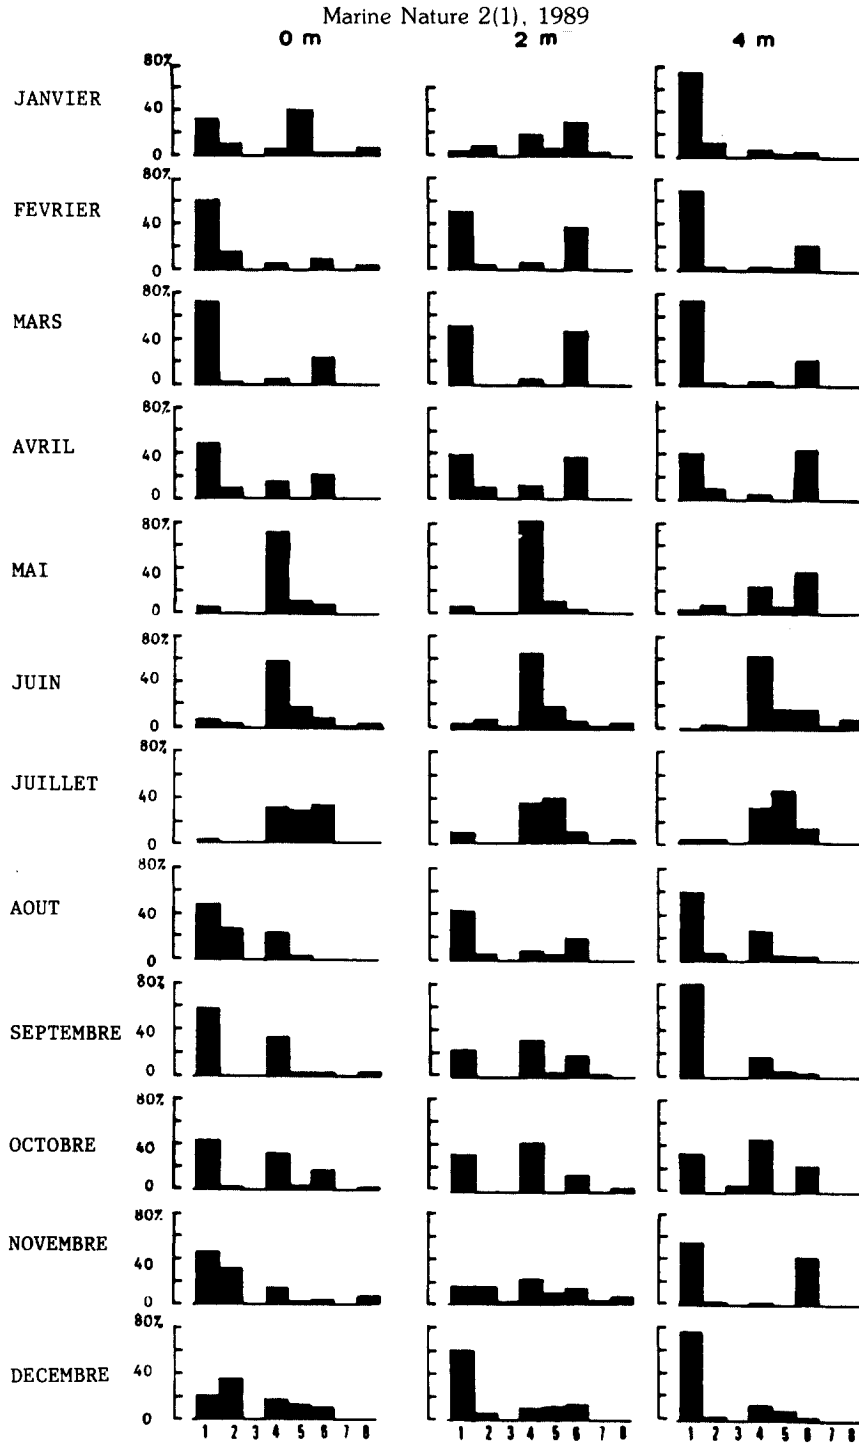 Marine Nature 2(1), 1989
0 m 2 m 4 m
80%
JANVIER 40
0
80%
FEVRIER 40
0
80%
MARS 40
0
80%
AVRIL 40
0
80%
MAI 40
0
80%
JUIN 40
0
80%
JUILLET 40
0
80%
AOUT 40
0
80%
SEPTEMBRE 40
0
80%
OCTOBRE 40
0
80%
NOVEMBRE 40
0
80%
DECEMBRE 40
0
1 2 3 4 5 6 7 8 1 2 3 4 5 6 7 8 1 2 3 4 5 6 7 8